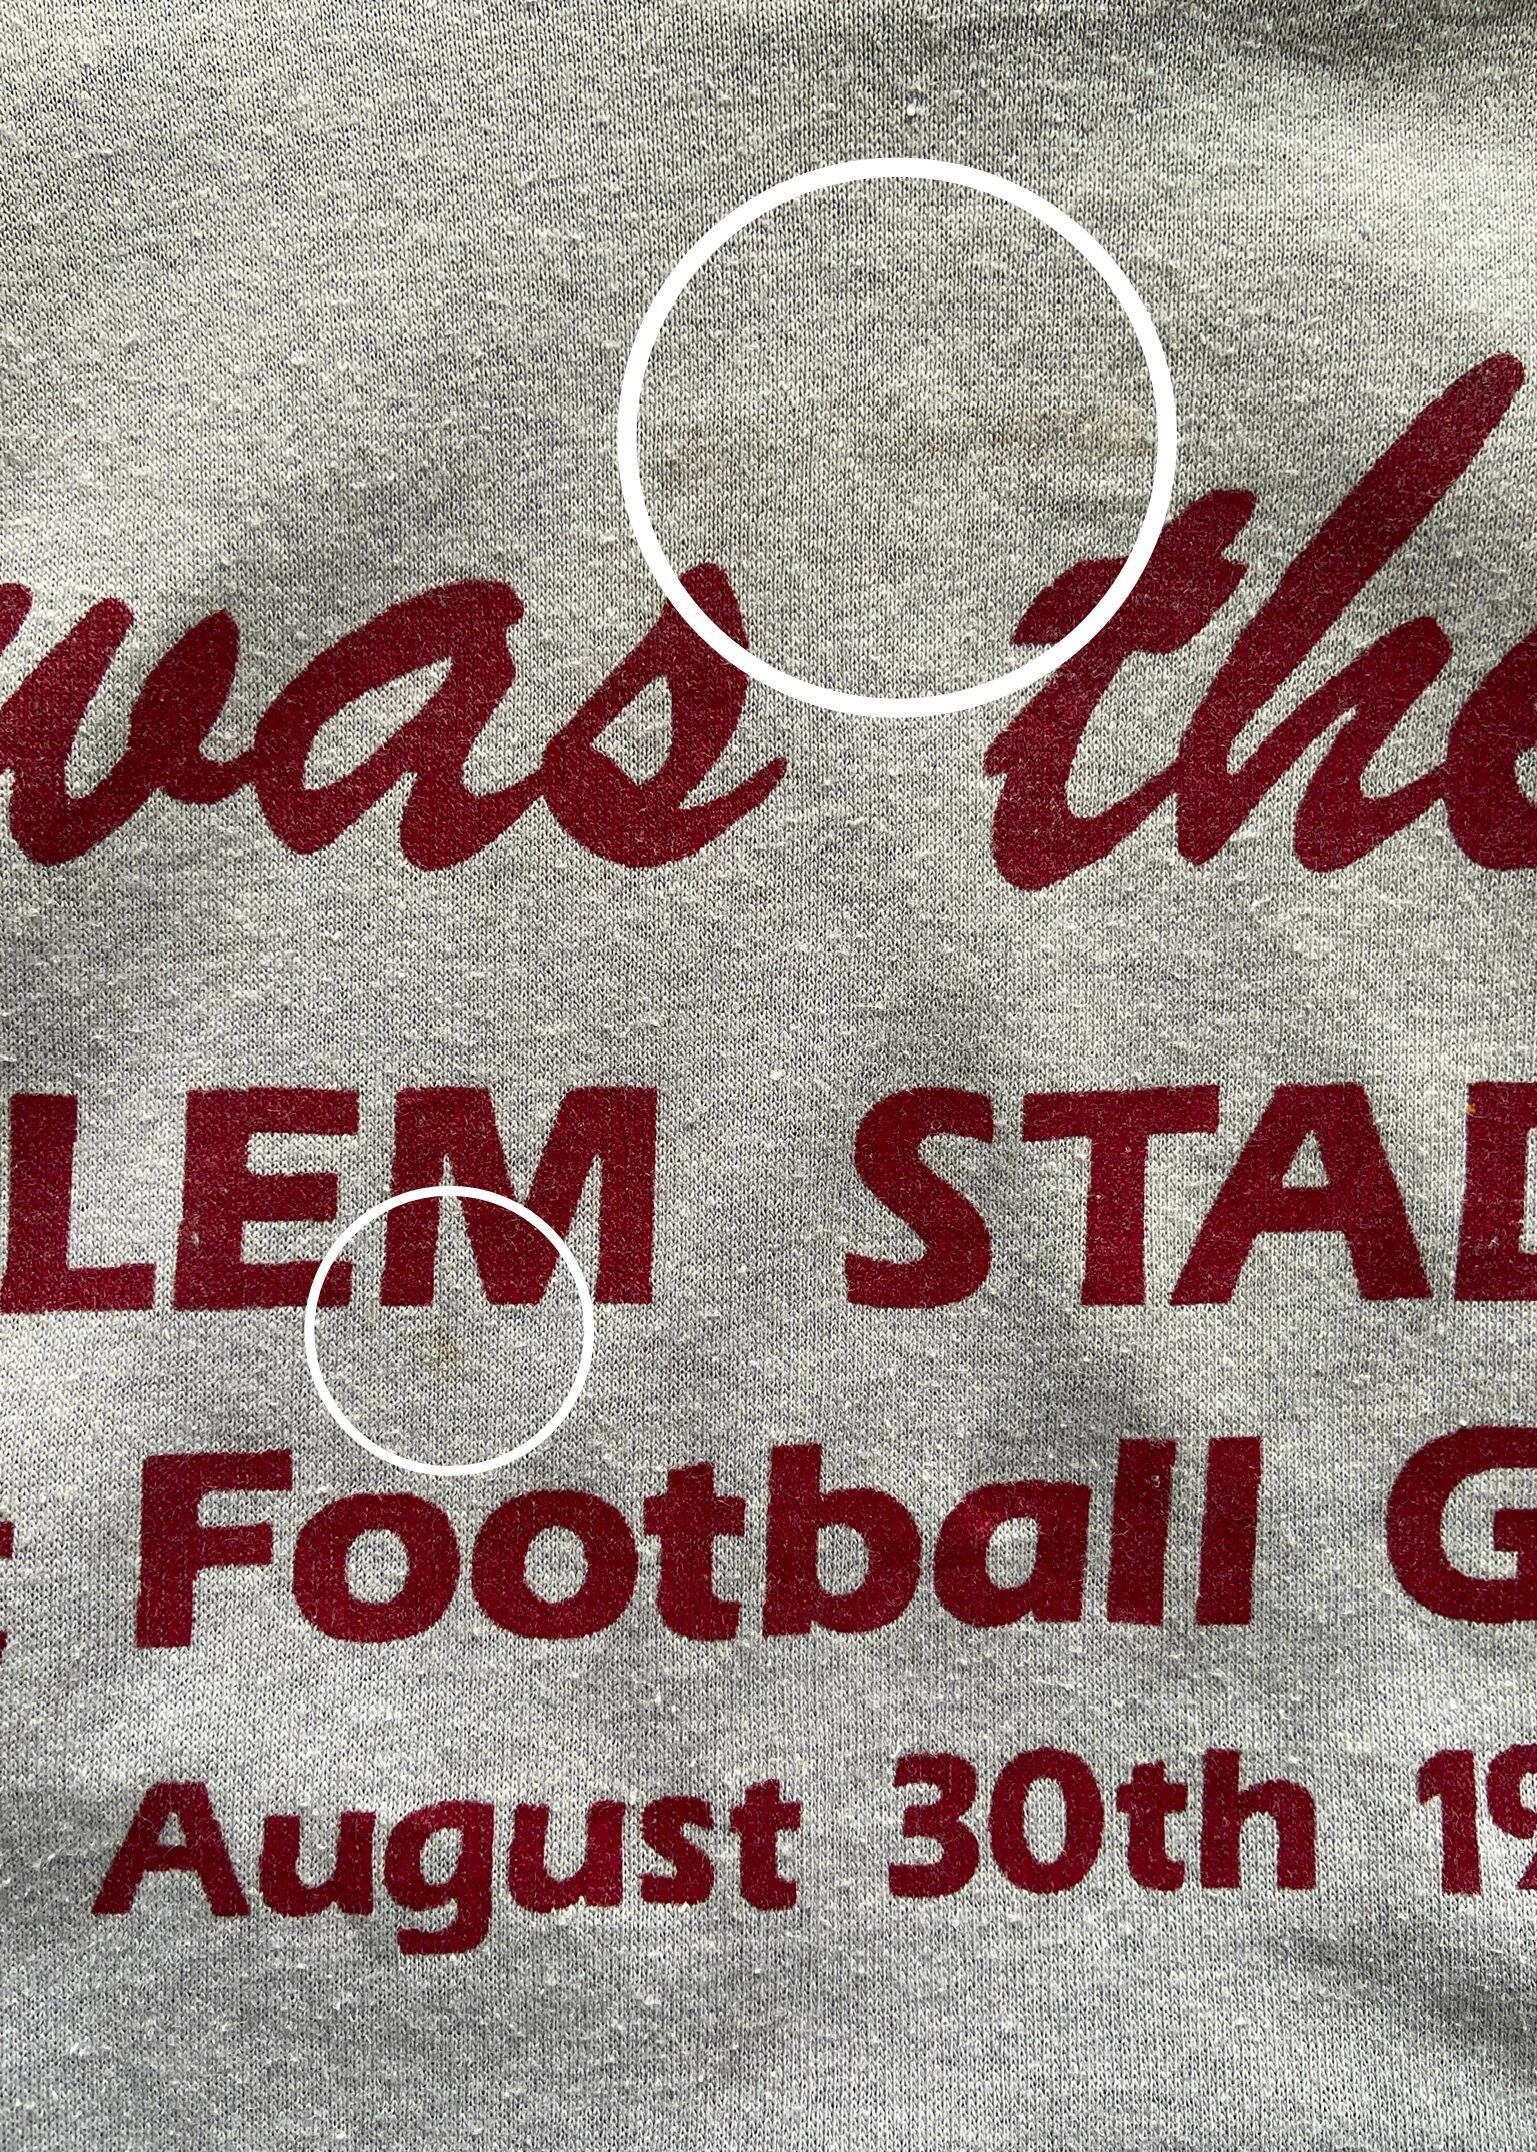 was the
LEM STAD
Football G
August 30th 19